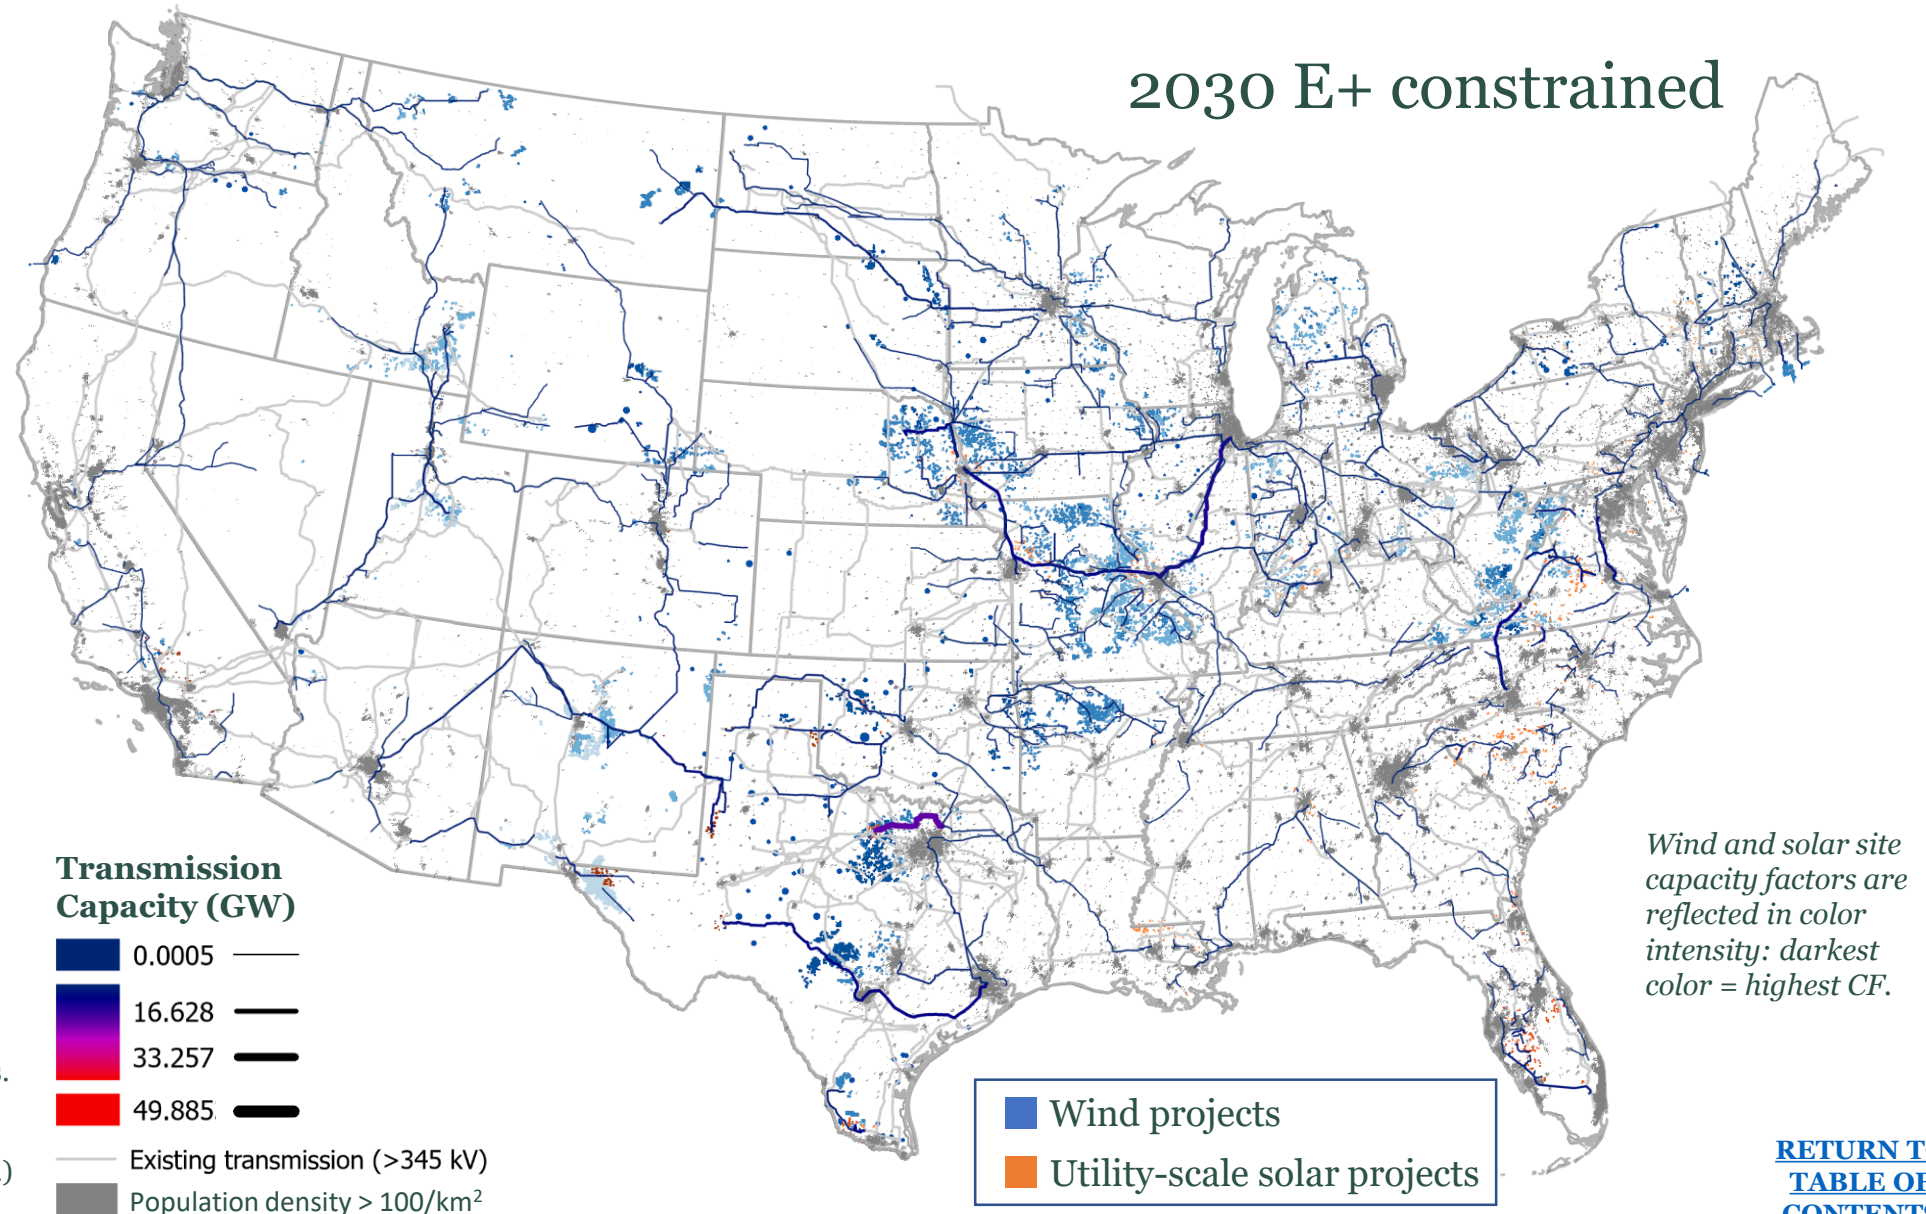 2030 E+ constrained
Transmission
Capacity (GW)
0.0005
16.628
33.257
49.885
Existing transmission (>345 kV)
Population density > 100/km²
Wind projects
Utility-scale solar projects
Wind and solar site
capacity factors are
reflected in color
intensity: darkest
color = highest CF.
RETURN T
TABLE OF
CONTENTS
s.
.)